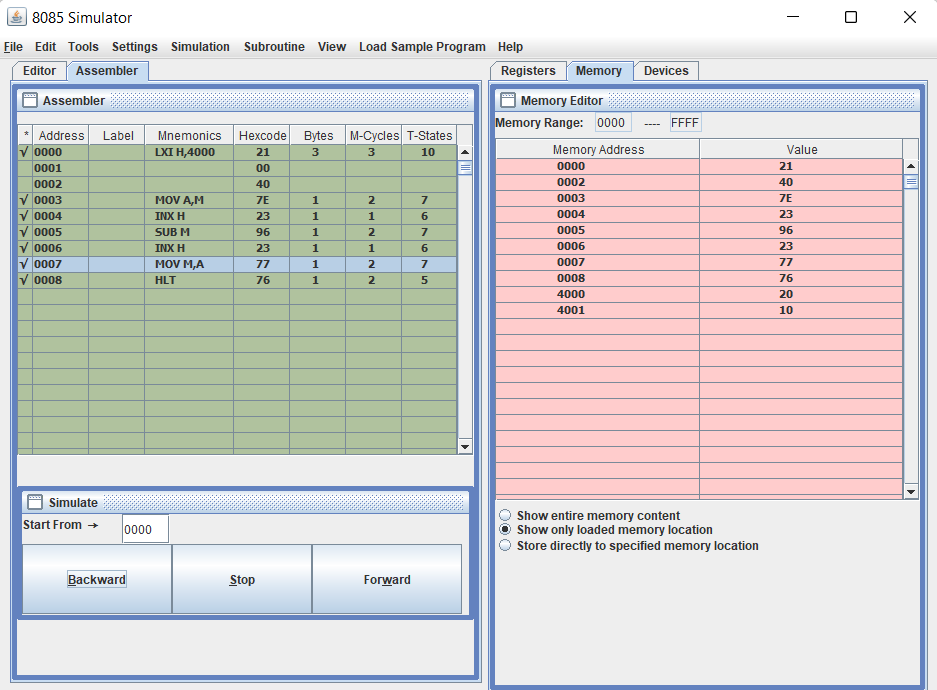 8085 Simulator
File Edit Tools Settings Simulation Subroutine View Load Sample Program Help
Editor Assembler
Assembler
* Address Label Mnemonics Hexcode Bytes M-Cycles T-States
√ 0000 LXI H,4000 21 3 3 10
0001 00
0002 40
√ 0003 MOV A,M 7E 1 2 7
√ 0004 INX H 23 1 1 6
√ 0005 SUB M 96 1 2 7
√ 0006 INX H 23 1 1 6
√ 0007 MOV M,A 77 1 2 7
√ 0008 HLT 76 1 2 5
Simulate
Start From → 0000
Backward Stop Forward
Registers Memory Devices
Memory Editor
Memory Range: 0000 ---- FFFF
Memory Address Value
0000 21
0002 40
0003 7E
0004 23
0005 96
0006 23
0007 77
0008 76
4000 20
4001 10
Show entire memory content
Show only loaded memory location
Store directly to specified memory location